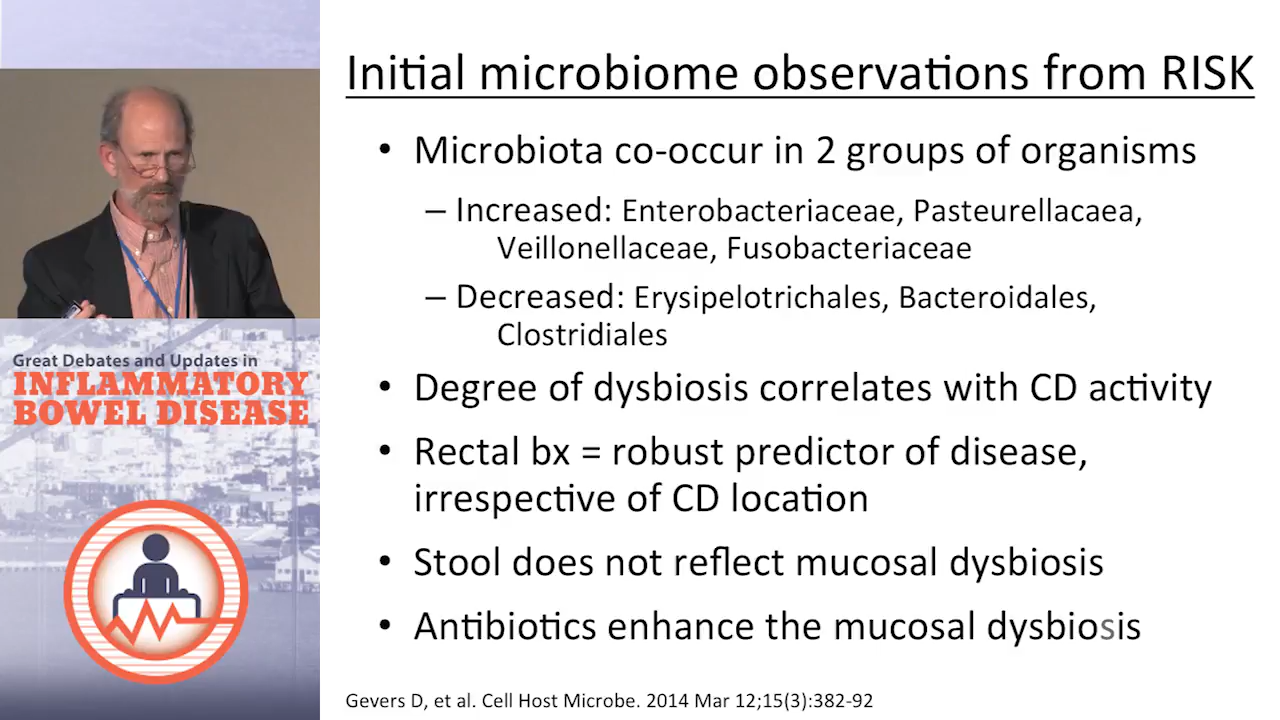 Initial microbiome observations from RISK
• Microbiota co-occur in 2 groups of organisms
– Increased: Enterobacteriaceae, Pasteurellacaea,
Veillonellaceae, Fusobacteriaceae
– Decreased: Erysipelotrichales, Bacteroidales,
Clostridiales
• Degree of dysbiosis correlates with CD activity
• Rectal bx = robust predictor of disease,
irrespective of CD location
• Stool does not reflect mucosal dysbiosis
• Antibiotics enhance the mucosal dysbiosis
Gevers D, et al. Cell Host Microbe. 2014 Mar 12;15(3):382-92
Great Debates and Updates in
INFLAMMATORY
BOWEL DISEASE